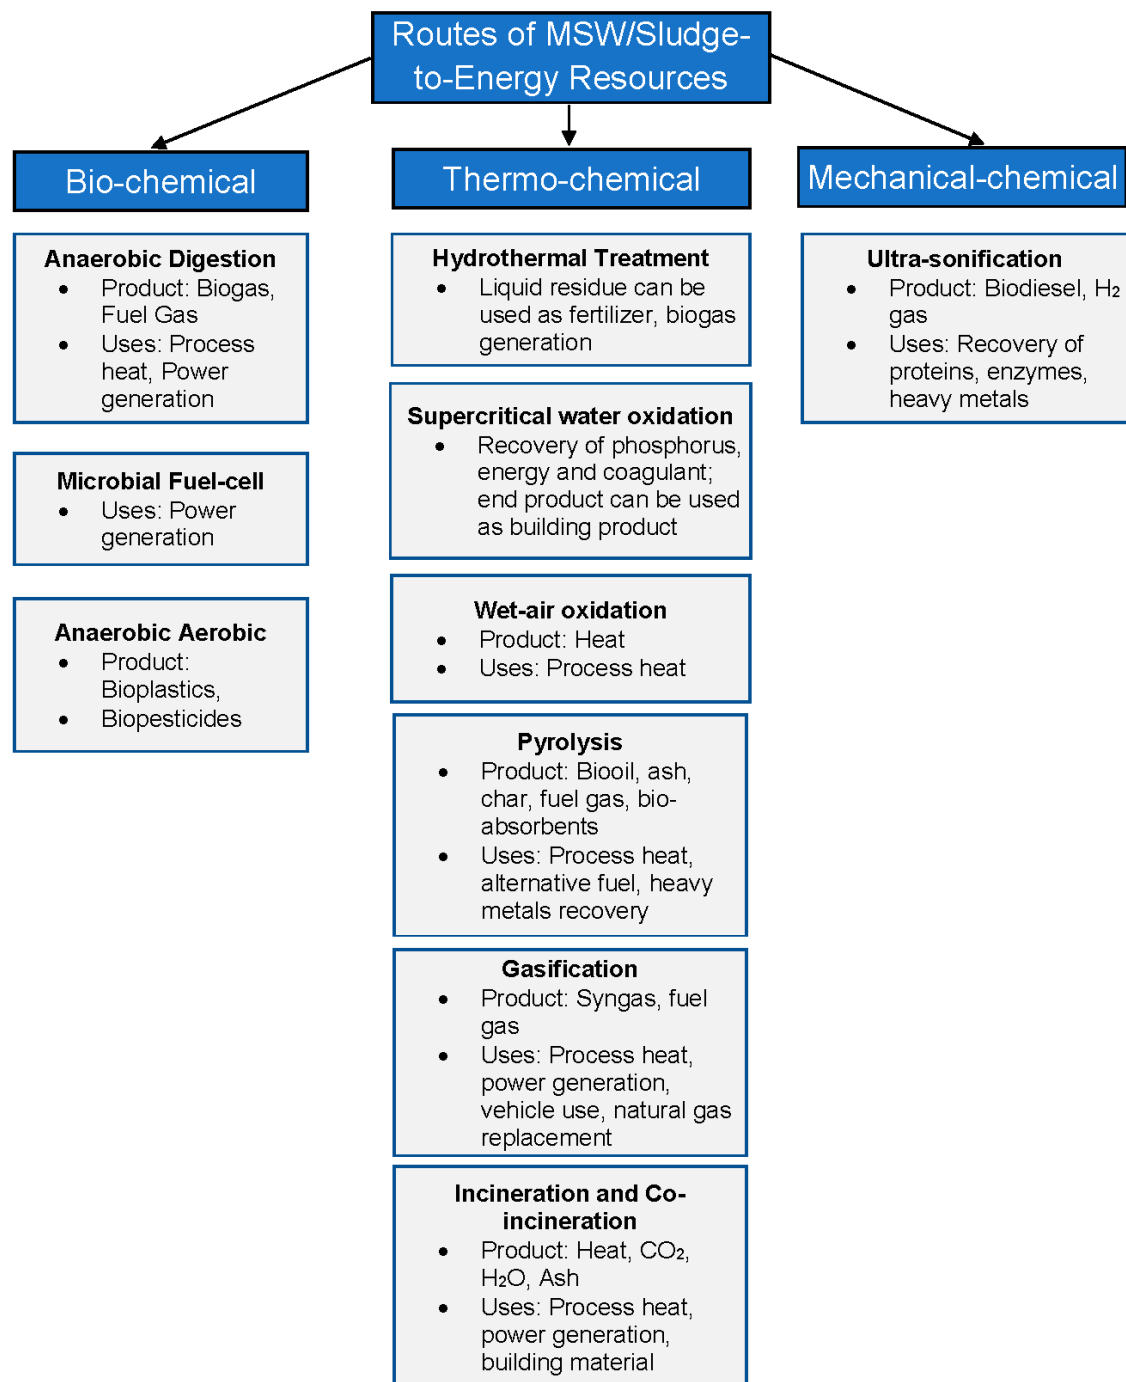 Routes of MSW/Sludge-
to-Energy Resources
Bio-chemical
Anaerobic Digestion
• Product: Biogas,
Fuel Gas
• Uses: Process
heat, Power
generation
Microbial Fuel-cell
• Uses: Power
generation
Anaerobic Aerobic
• Product:
Bioplastics,
• Biopesticides
Thermo-chemical
Hydrothermal Treatment
• Liquid residue can be
used as fertilizer, biogas
generation
Supercritical water oxidation
• Recovery of phosphorus,
energy and coagulant;
end product can be used
as building product
Wet-air oxidation
• Product: Heat
• Uses: Process heat
Pyrolysis
• Product: Biooil, ash,
char, fuel gas, bio-
absorbents
• Uses: Process heat,
alternative fuel, heavy
metals recovery
Gasification
• Product: Syngas, fuel
gas
• Uses: Process heat,
power generation,
vehicle use, natural gas
replacement
Incineration and Co-
incineration
• Product: Heat, CO₂,
H₂O, Ash
• Uses: Process heat,
power generation,
building material
Mechanical-chemical
Ultra-sonification
• Product: Biodiesel, H₂
gas
• Uses: Recovery of
proteins, enzymes,
heavy metals